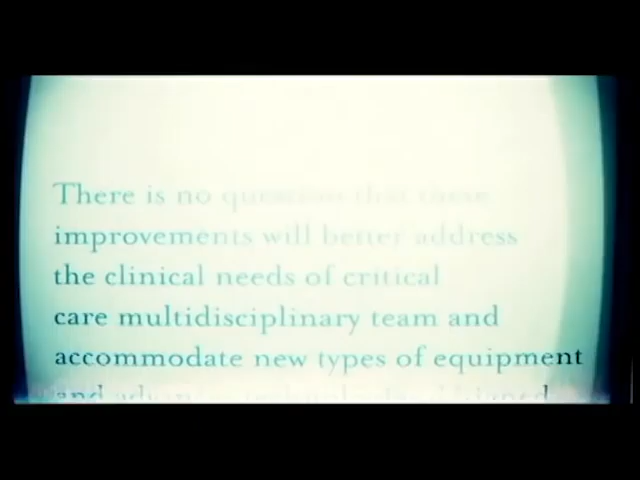 There is no question that these
improvements will better address
the clinical needs of critical
care multidisciplinary team and
accommodate new types of equipment
and